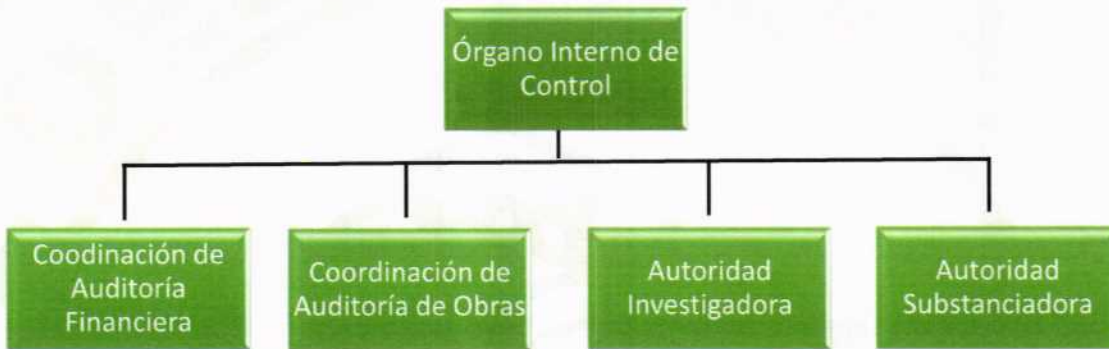 Órgano Interno de
Control
Coodinación de
Auditoría
Financiera
Coordinación de
Auditoría de Obras
Autoridad
Investigadora
Autoridad
Substanciadora